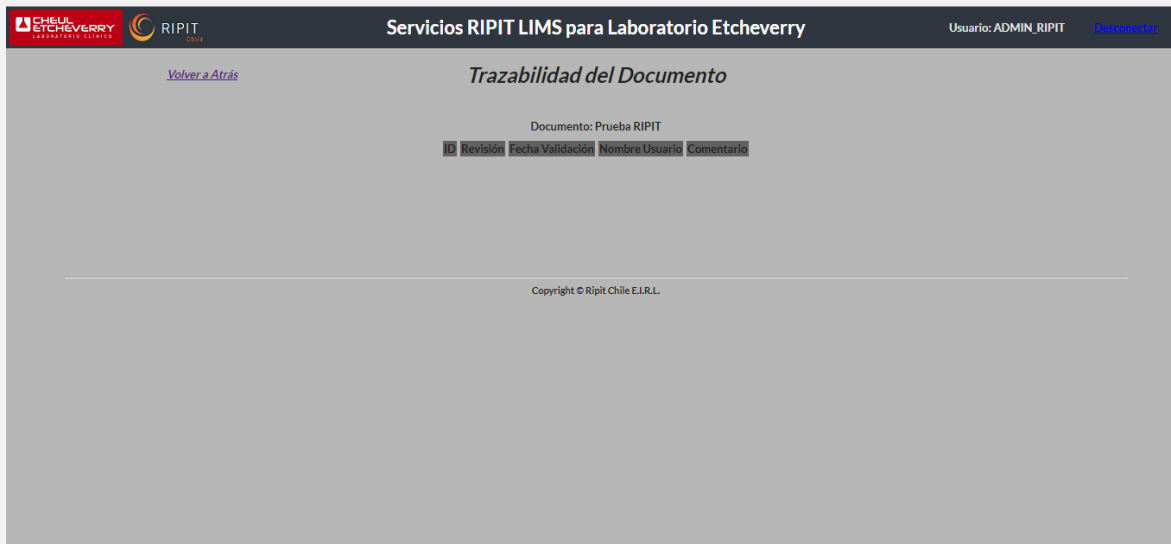 CHEUL
ETCHEVERRY
LABORATORIO CLÍNICO
RIPIT
Chile
Servicios RIPIT LIMS para Laboratorio Etcheverry
Usuario: ADMIN_RIPIT
Desconectar
Volver a Atrás
Trazabilidad del Documento
Documento: Prueba RIPIT
ID Revisión Fecha Validación Nombre Usuario Comentario
Copyright © Ripit Chile E.I.R.L.